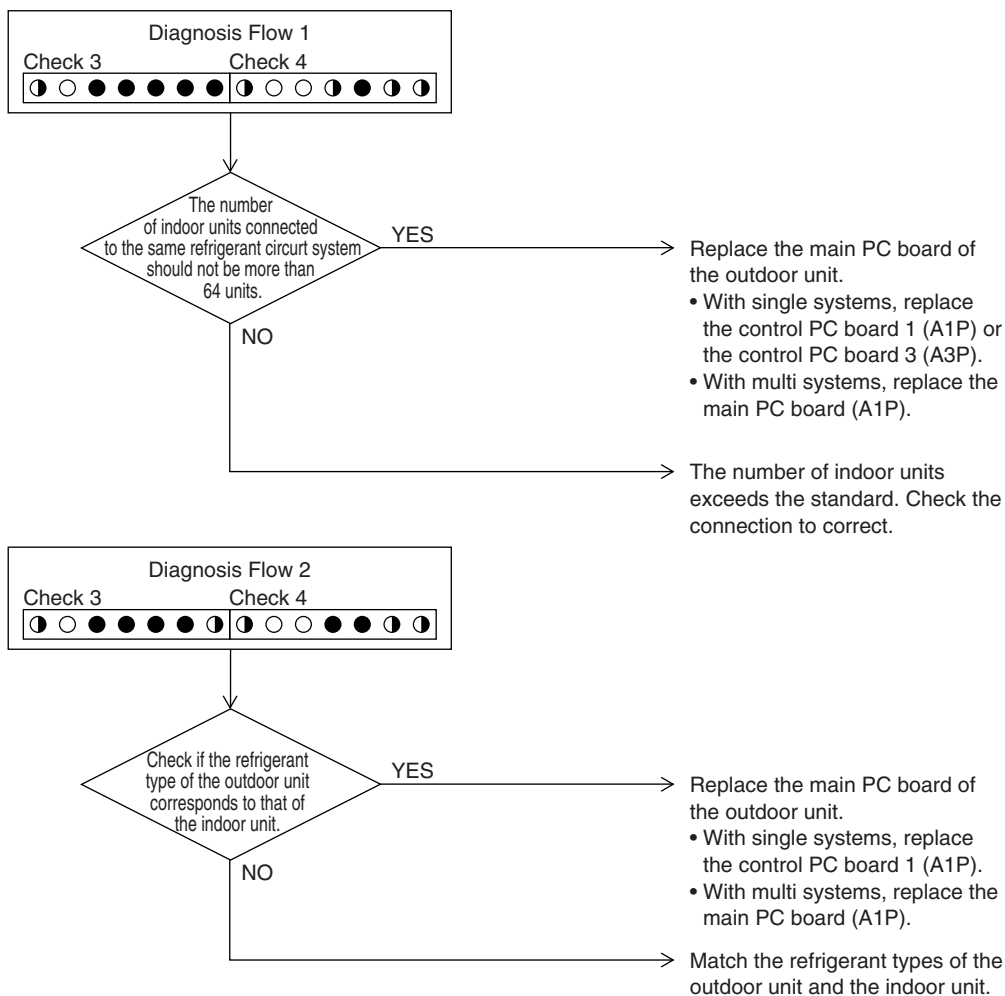 Diagnosis Flow 1
Check 3 Check 4
The number
of indoor units connected
to the same refrigerant circurt system
should not be more than
64 units.
YES
NO
Replace the main PC board of
the outdoor unit.
• With single systems, replace
the control PC board 1 (A1P) or
the control PC board 3 (A3P).
• With multi systems, replace the
main PC board (A1P).
The number of indoor units
exceeds the standard. Check the
connection to correct.
Diagnosis Flow 2
Check 3 Check 4
Check if the refrigerant
type of the outdoor unit
corresponds to that of
the indoor unit.
YES
NO
Replace the main PC board of
the outdoor unit.
• With single systems, replace
the control PC board 1 (A1P).
• With multi systems, replace the
main PC board (A1P).
Match the refrigerant types of the
outdoor unit and the indoor unit.